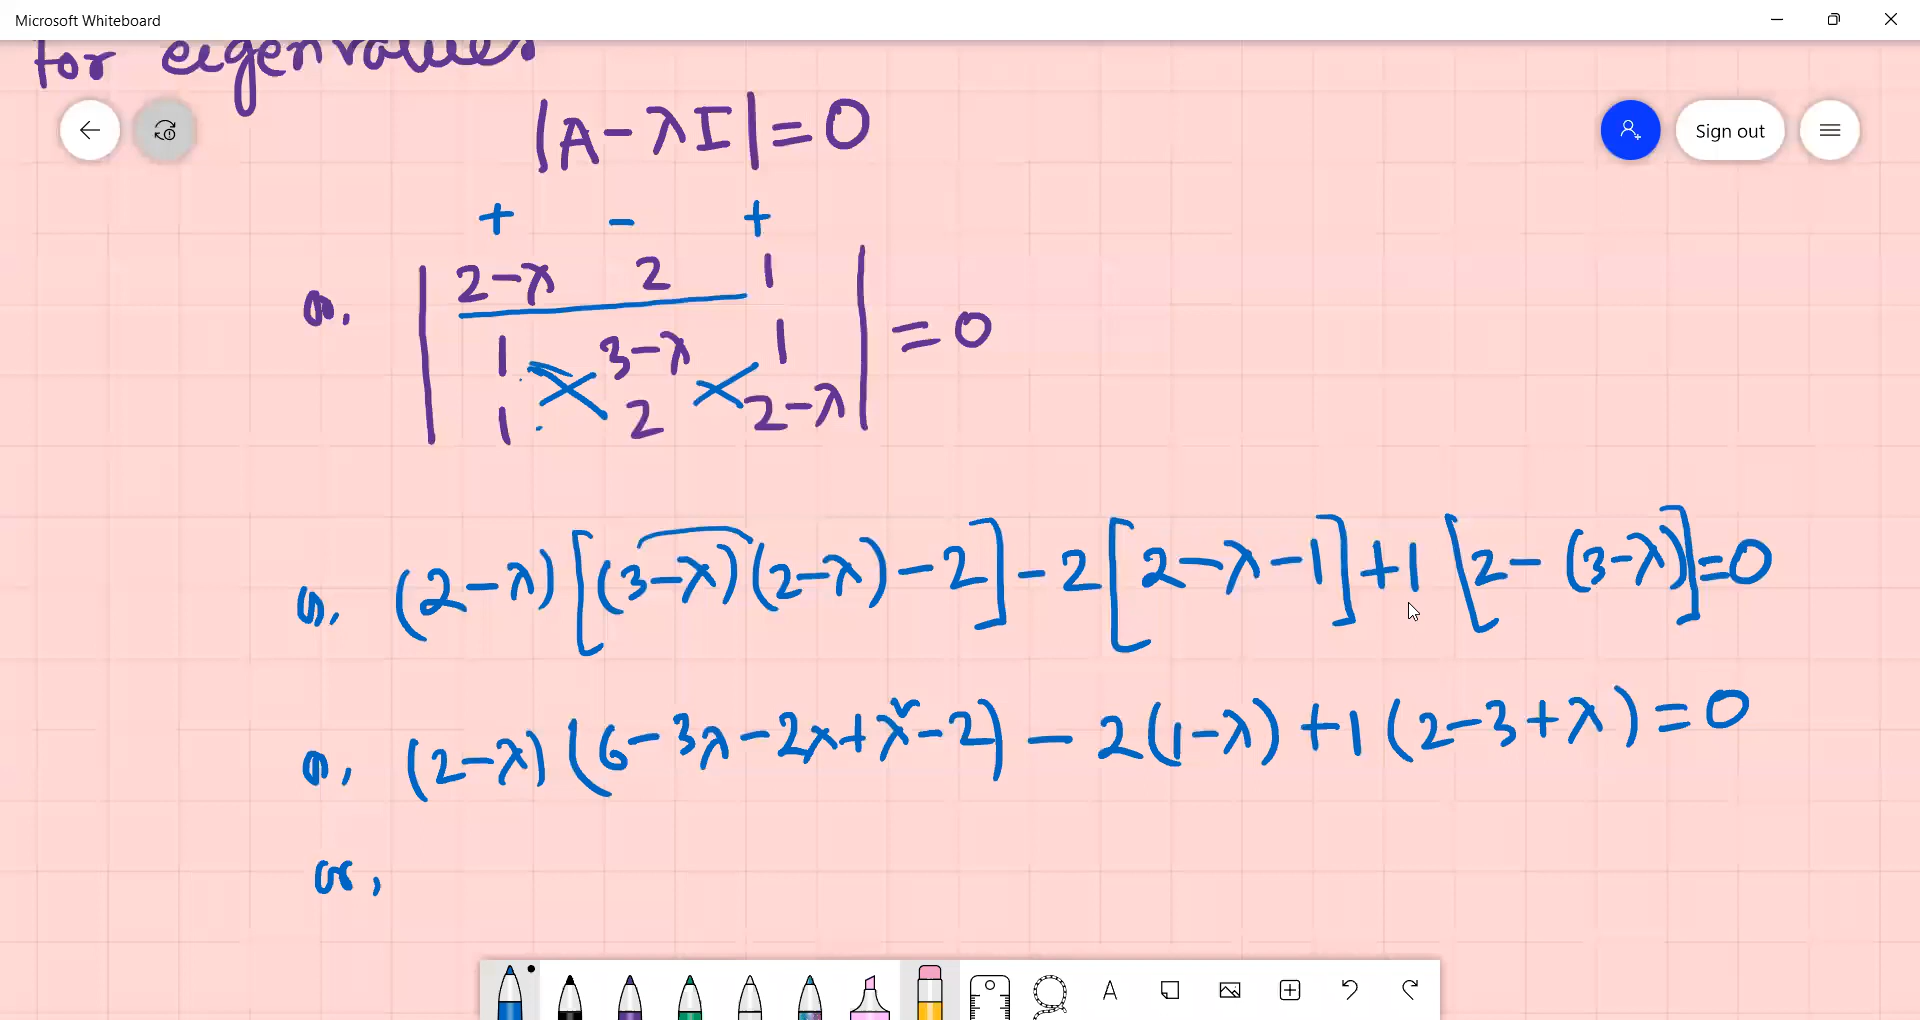 Microsoft Whiteboard
for eigenvalues
|A - λI| = 0
Sign out
+ - +
or, | 2-λ 2 1 |
| 1 3-λ 1 | = 0
| 1 2 2-λ |
or, (2-λ) [(3-λ)(2-λ) - 2] - 2 [2-λ-1] + 1 [2 - (3-λ)] = 0
or, (2-λ) (6 - 3λ - 2λ + λ² - 2) - 2(1-λ) + 1 (2-3+λ) = 0
or,
A